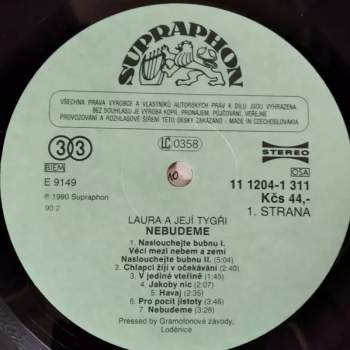 SUPRAPHON
VŠECHNA PRÁVA VÝROBCE A VLASTNÍKŮ AUTORSKÝCH PRÁV K DÍLU JSOU VYHRAZENA.
BEZ SOUHLASU JE VÝROBA KOPIÍ, PRONÁJEM, PŮJČOVÁNÍ, VEŘEJNÉ
PROVOZOVÁNÍ A ROZHLASOVÉ ŠÍŘENÍ TÉTO DESKY ZAKÁZÁNO - MADE IN CZECHOSLOVAKIA
33
LC 0358
STEREO
BIEM
OSA
E 9149
11 1204-1 311
℗ 1990 Supraphon
Kčs 44,-
90 2
1. STRANA
LAURA A JEJÍ TYGŘI
NEBUDEME
1. Naslouchejte bubnu I.
Věci mezi nebem a zemí
Naslouchejte bubnu II. (5:04)
2. Chlapci žijí v očekávání (2:40)
3. V jediné vteřině (1:45)
4. Jakoby nic (2:07)
5. Havaj (2:35)
6. Pro pocit jistoty (3:48)
7. Nebudeme (3:26)
Pressed by Gramofonové závody,
Loděnice